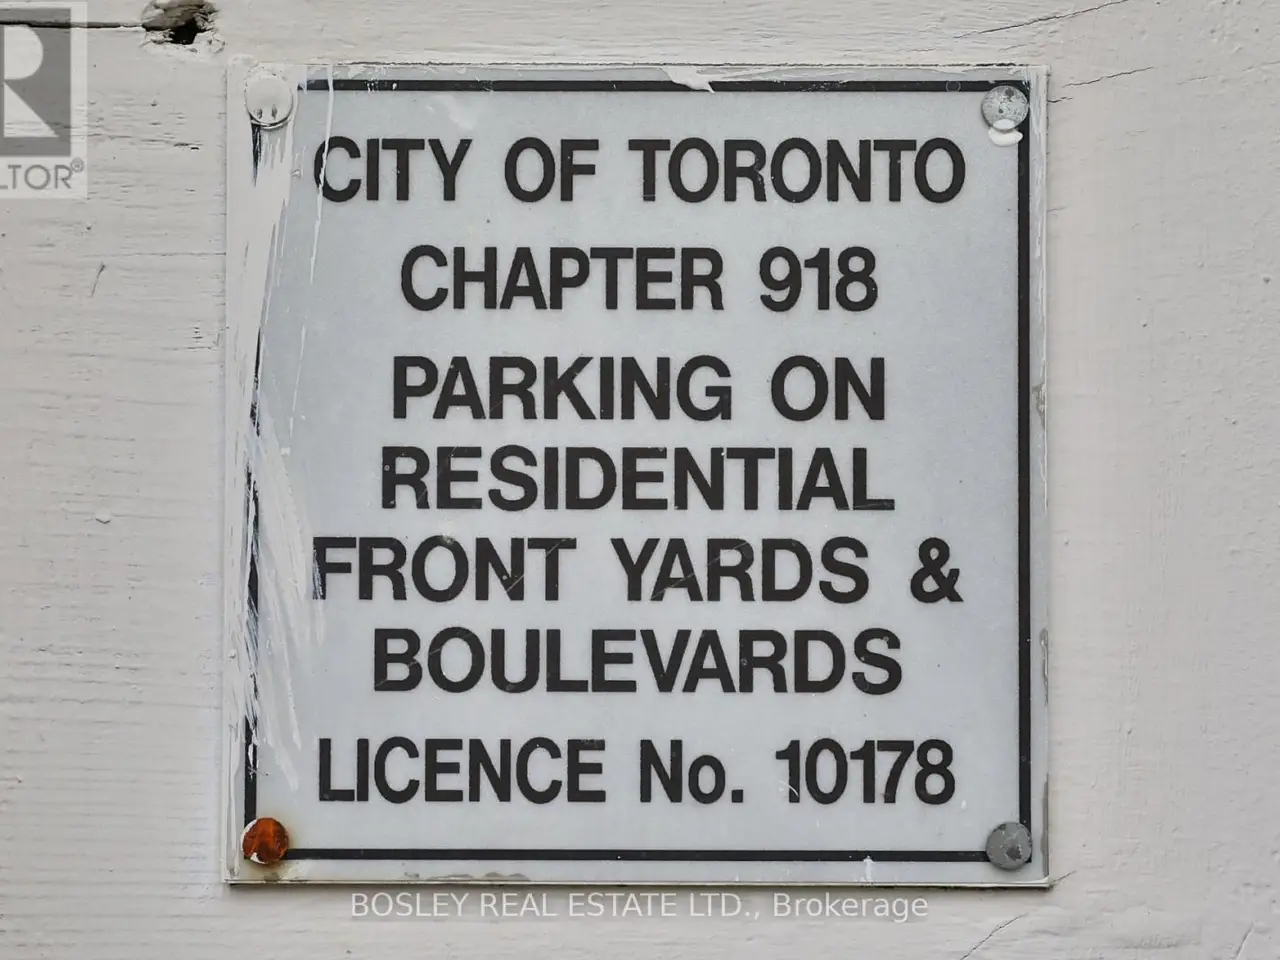 R
LTOR®
CITY OF TORONTO
CHAPTER 918
PARKING ON
RESIDENTIAL
FRONT YARDS &
BOULEVARDS
LICENCE No. 10178
BOSLEY REAL ESTATE LTD., Brokerage